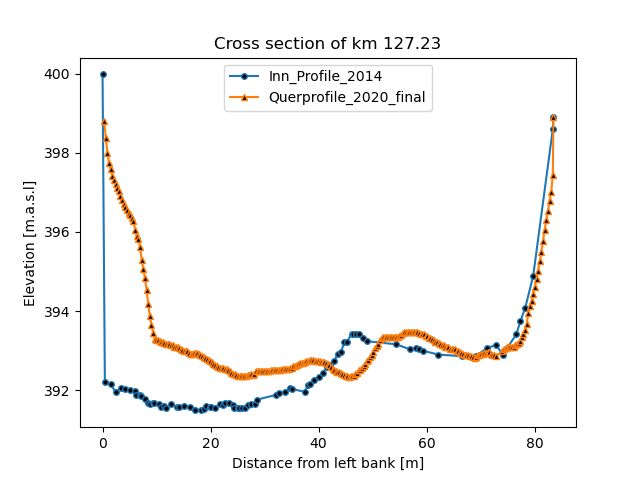 Cross section of km 127.23
Inn_Profile_2014
Querprofile_2020_final
Elevation [m.a.s.l]
400
398
396
394
392
0 20 40 60 80
Distance from left bank [m]